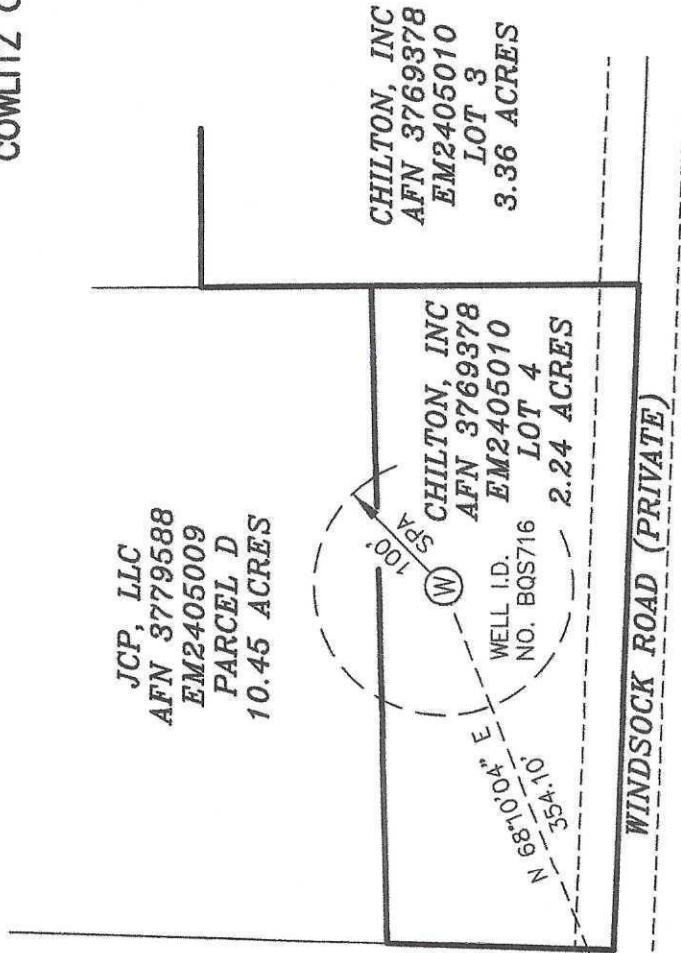 COWLITZ C
JCP, LLC
AFN 3779588
EM2405009
PARCEL D
10.45 ACRES
CHILTON, INC
AFN 3769378
EM2405010
LOT 3
3.36 ACRES
100'
SPA
W
CHILTON, INC
AFN 3769378
EM2405010
LOT 4
2.24 ACRES
WELL I.D.
NO. BQS716
N 68°10'04" E
354.10'
WINDSOCK ROAD (PRIVATE)